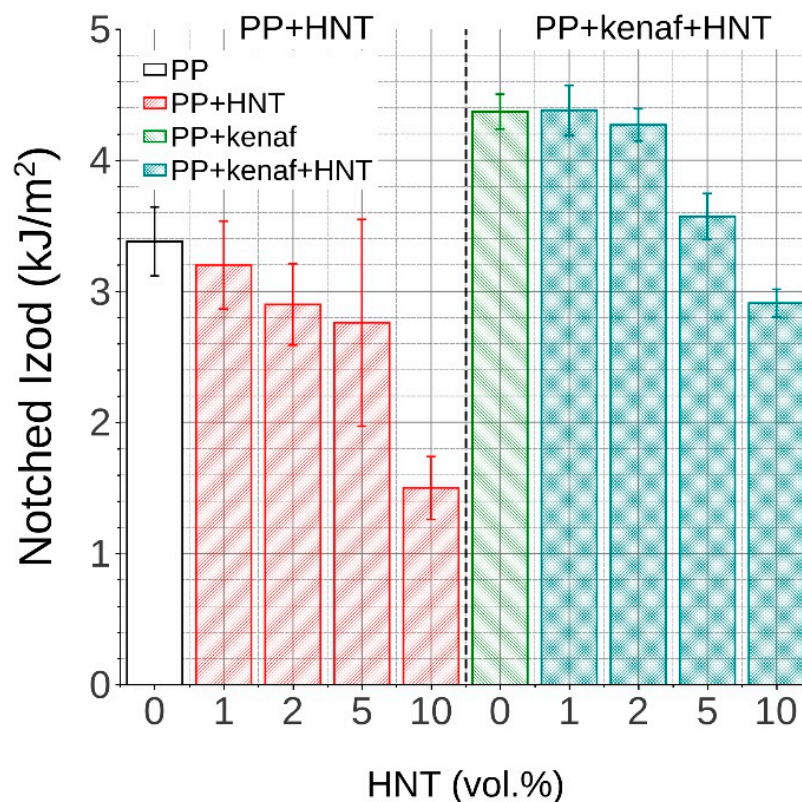 PP+HNT
PP+kenaf+HNT
PP
PP+HNT
PP+kenaf
PP+kenaf+HNT
Notched Izod (kJ/m²)
5
4
3
2
1
0
0 1 2 5 10 0 1 2 5 10
HNT (vol.%)